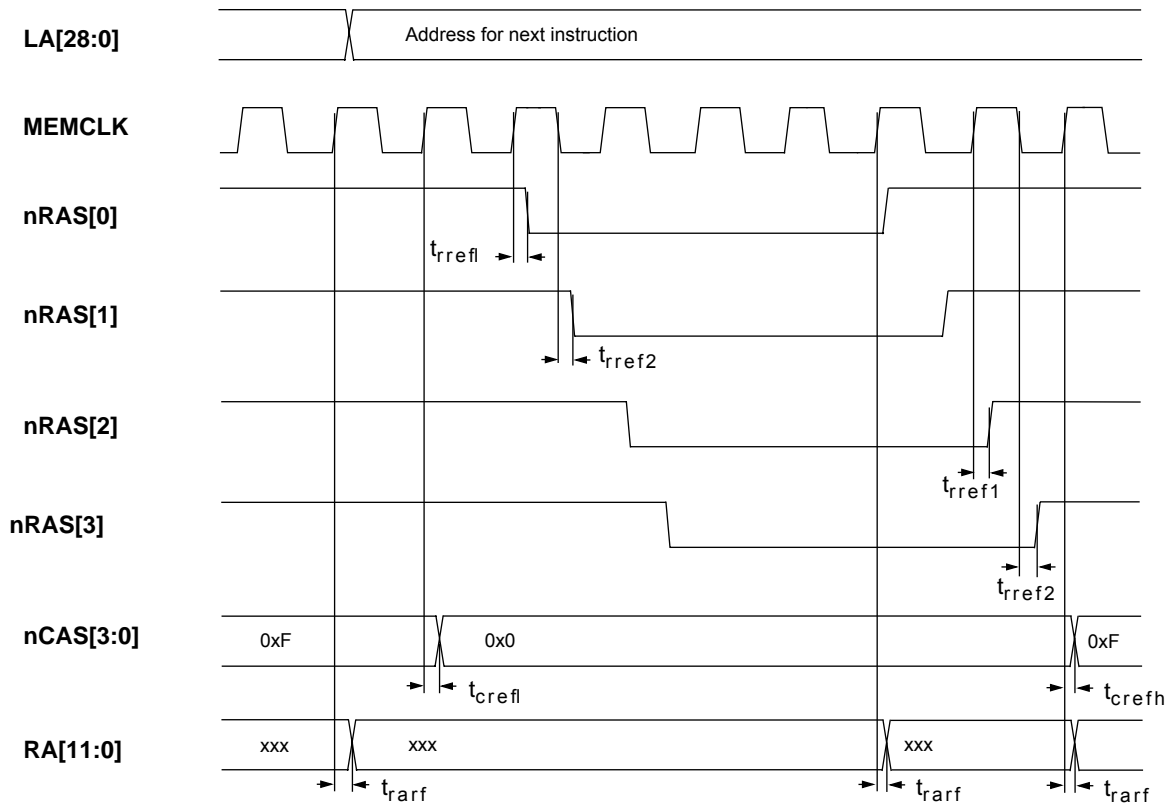 LA[28:0] Address for next instruction
MEMCLK
nRAS[0]
trrefl
nRAS[1]
trref2
nRAS[2]
trref1
nRAS[3]
trref2
nCAS[3:0] 0xF 0x0 0xF
tcrefl tcrefh
RA[11:0] xxx xxx xxx
trarf trarf trarf